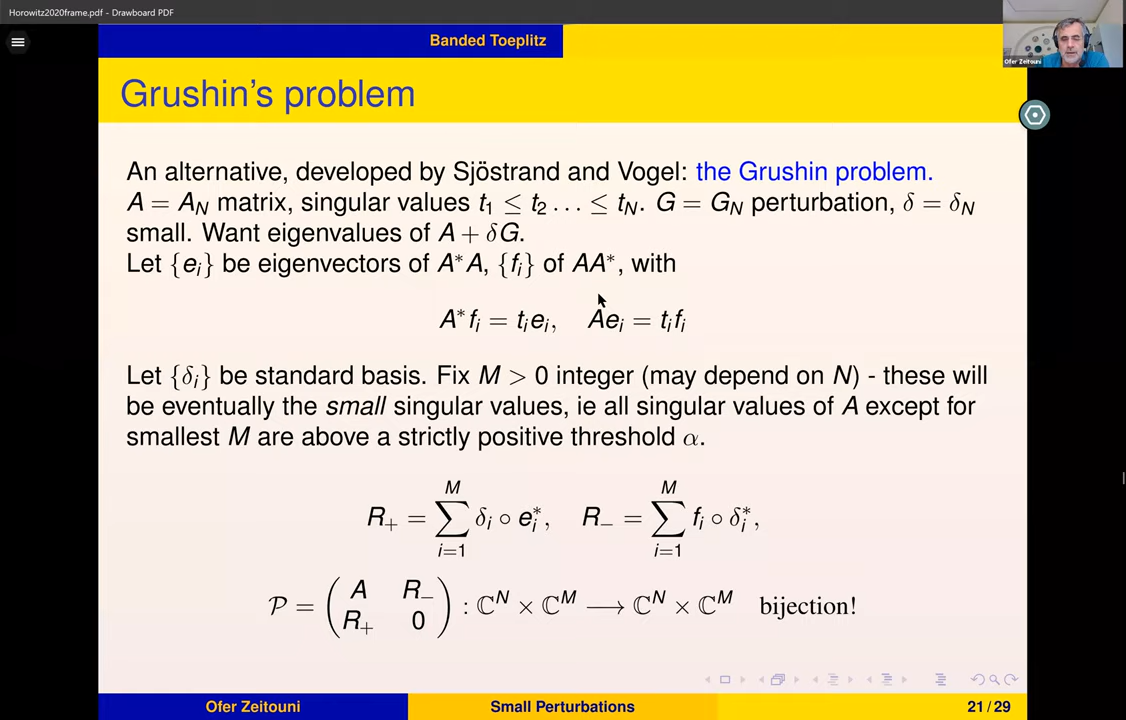 Horowitz2020frame.pdf - Drawboard PDF
Ofer Zeitouni
Banded Toeplitz
Grushin's problem
An alternative, developed by Sjöstrand and Vogel: the Grushin problem.
A = A_N matrix, singular values t_1 ≤ t_2 … ≤ t_N. G = G_N perturbation, δ = δ_N
small. Want eigenvalues of A + δG.
Let {e_i} be eigenvectors of A*A, {f_i} of AA*, with
A*f_i = t_i e_i,   Ae_i = t_i f_i
Let {δ_i} be standard basis. Fix M > 0 integer (may depend on N) - these will
be eventually the small singular values, ie all singular values of A except for
smallest M are above a strictly positive threshold α.
R_+ = ∑_{i=1}^{M} δ_i ∘ e_i^*,   R_- = ∑_{i=1}^{M} f_i ∘ δ_i^*,
𝒫 = ( A R_- ; R_+ 0 ) : ℂ^N × ℂ^M ⟶ ℂ^N × ℂ^M   bijection!
Ofer Zeitouni
Small Perturbations
21 / 29